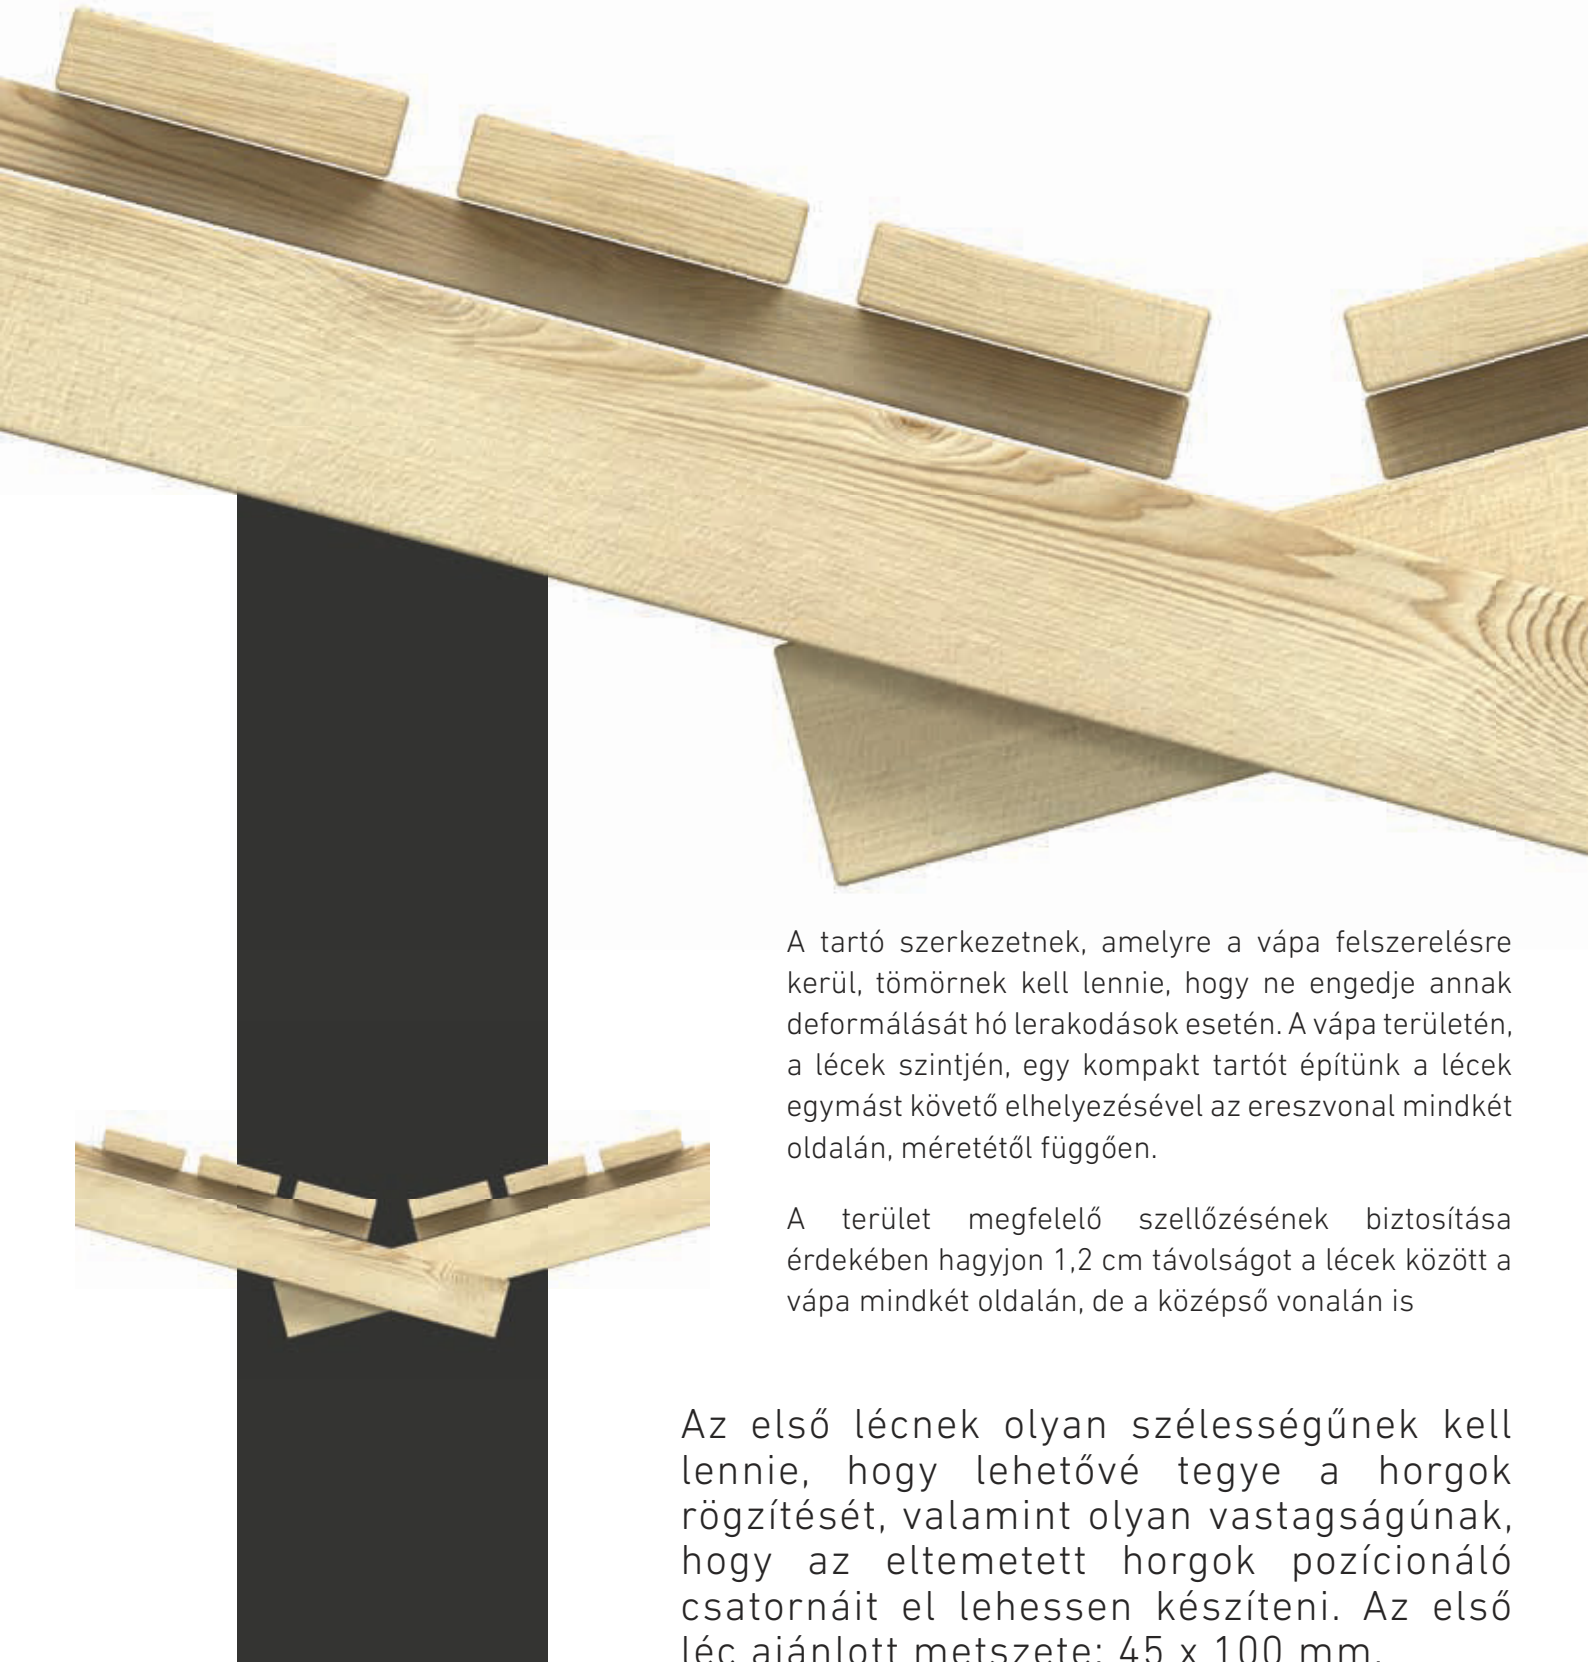 A tartó szerkezetnek, amelyre a vápa felszerelésre
kerül, tömörnek kell lennie, hogy ne engedje annak
deformálását hó lerakodások esetén. A vápa területén,
a lécek szintjén, egy kompakt tartót építünk a lécek
egymást követő elhelyezésével az ereszvonal mindkét
oldalán, méretétől függően.
A terület megfelelő szellőzésének biztosítása
érdekében hagyjon 1,2 cm távolságot a lécek között a
vápa mindkét oldalán, de a középső vonalán is
Az első lécnek olyan szélességűnek kell
lennie, hogy lehetővé tegye a horgok
rögzítését, valamint olyan vastagságúnak,
hogy az eltemetett horgok pozícionáló
csatornáit el lehessen készíteni. Az első
léc ajánlott metszete: 45 x 100 mm.